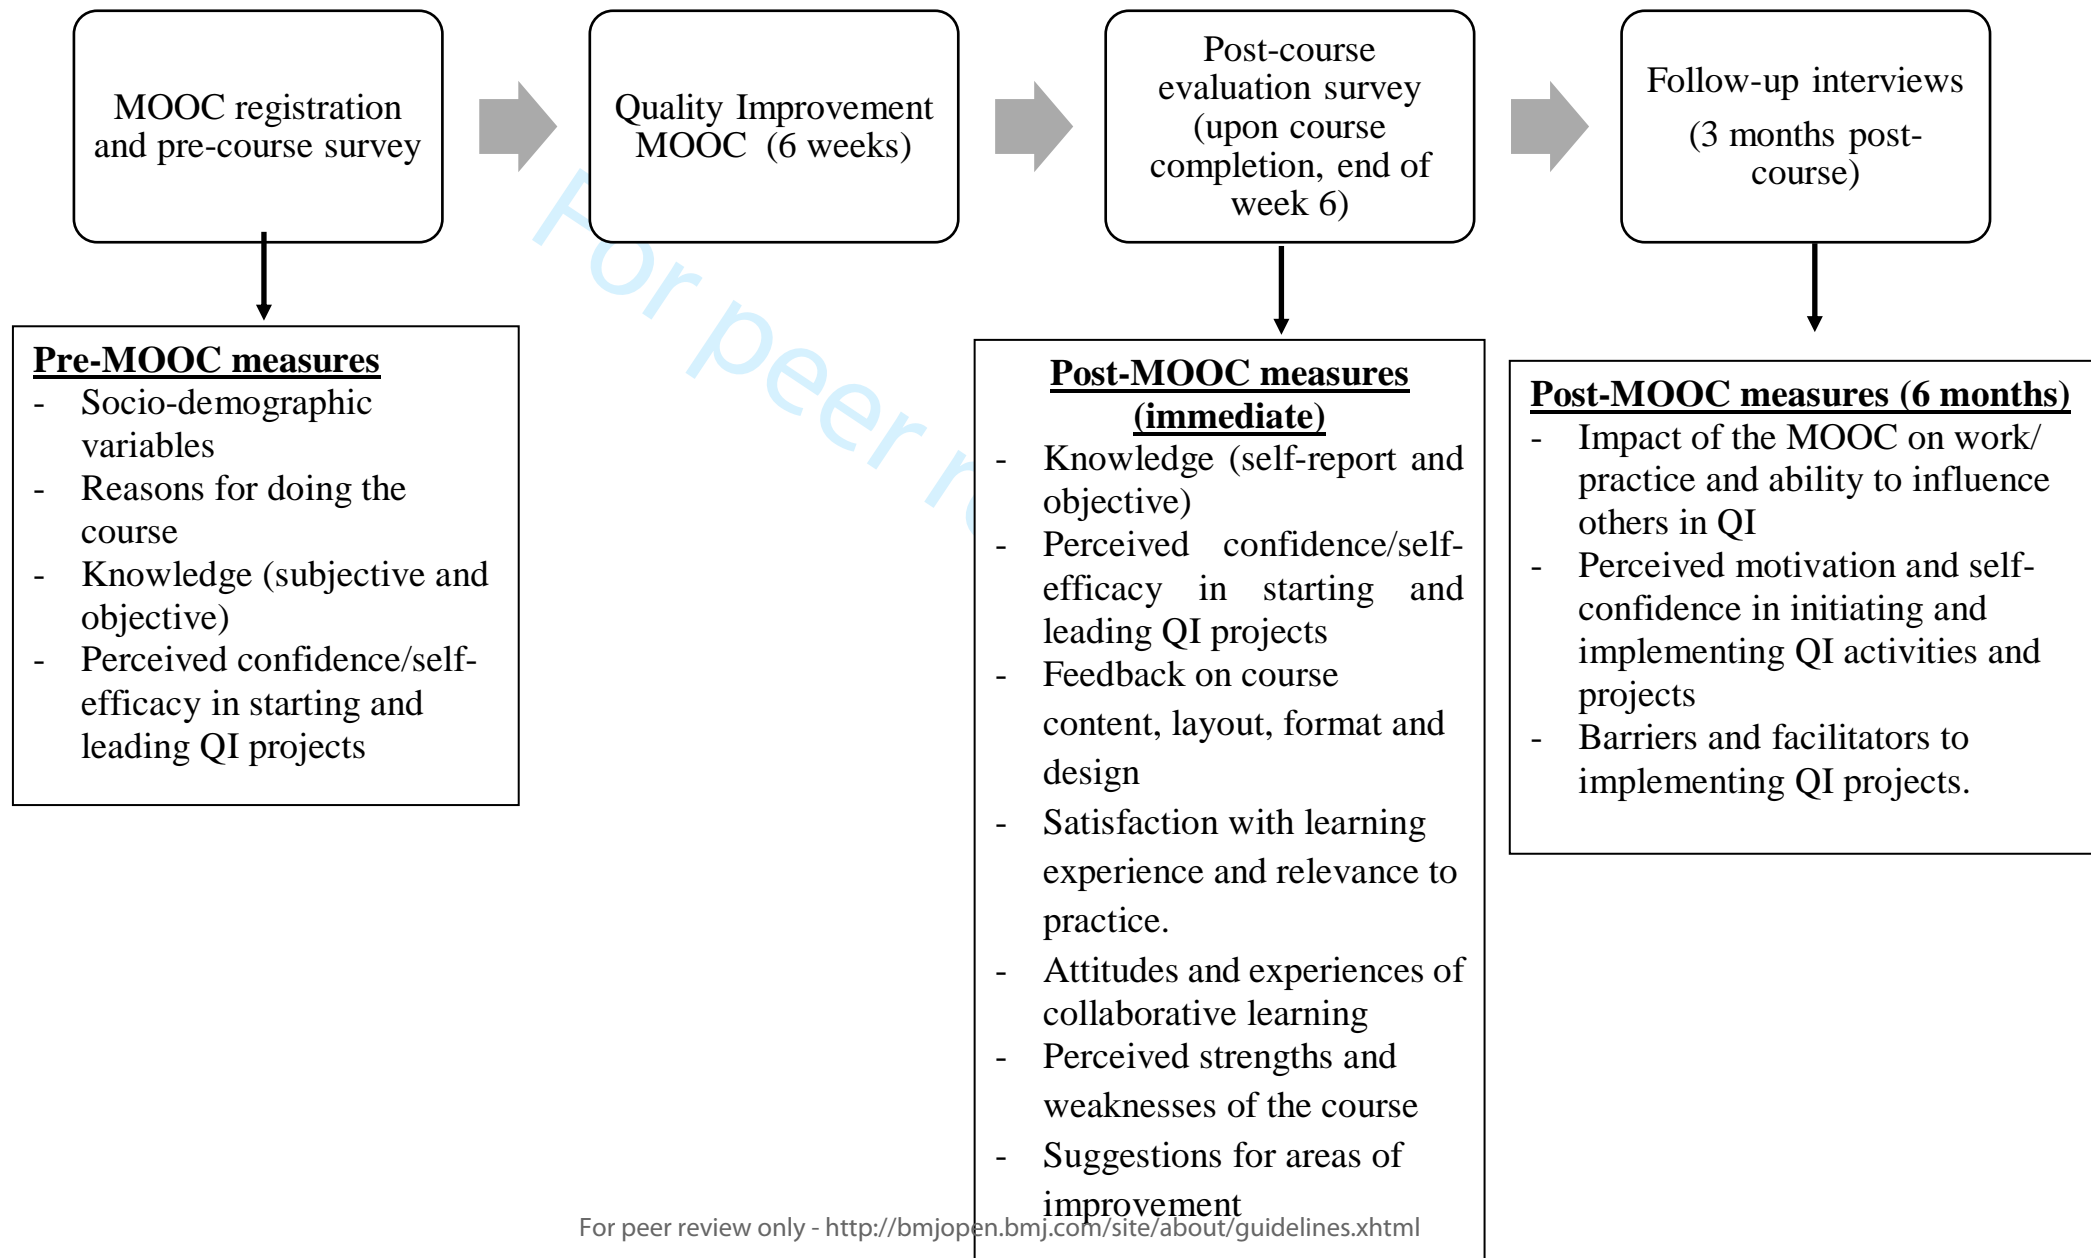 MOOC registration
and pre-course survey
Quality Improvement
MOOC (6 weeks)
Post-course
evaluation survey
(upon course
completion, end of
week 6)
Follow-up interviews
(3 months post-
course)
Pre-MOOC measures
- Socio-demographic
variables
- Reasons for doing the
course
- Knowledge (subjective and
objective)
- Perceived confidence/self-
efficacy in starting and
leading QI projects
Post-MOOC measures
(immediate)
- Knowledge (self-report and
objective)
- Perceived confidence/self-
efficacy in starting and
leading QI projects
- Feedback on course
content, layout, format and
design
- Satisfaction with learning
experience and relevance to
practice.
- Attitudes and experiences of
collaborative learning
- Perceived strengths and
weaknesses of the course
- Suggestions for areas of
improvement
Post-MOOC measures (6 months)
- Impact of the MOOC on work/
practice and ability to influence
others in QI
- Perceived motivation and self-
confidence in initiating and
implementing QI activities and
projects
- Barriers and facilitators to
implementing QI projects.
For peer
For peer review only - http://bmjopen.bmj.com/site/about/guidelines.xhtml